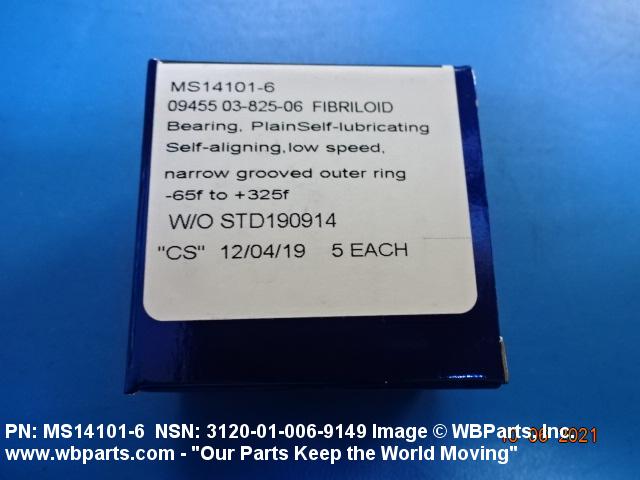 MS14101-6
09455 03-825-06 FIBRILOID
Bearing, PlainSelf-lubricating
Self-aligning,low speed,
narrow grooved outer ring
-65f to +325f
W/O STD190914
"CS" 12/04/19 5 EACH
PN: MS14101-6 NSN: 3120-01-006-9149 Image © WBParts, Inc.
www.wbparts.com - "Our Parts Keep the World Moving"